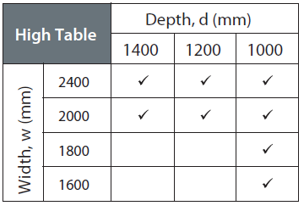 High Table
Depth, d (mm)
1400 1200 1000
Width, w (mm)
2400 ✓ ✓ ✓
2000 ✓ ✓ ✓
1800 ✓
1600 ✓